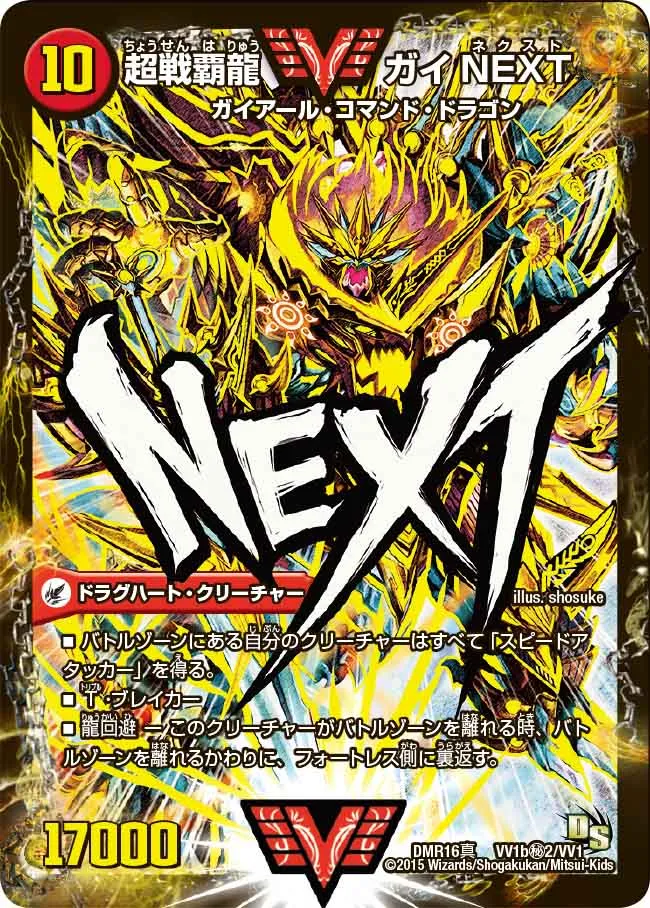 10
ちょうせん は りゅう
超戦覇龍
ネクスト
ガイ NEXT
ガイアール・コマンド・ドラゴン
NEXT
ドラグハート・クリーチャー
illus. shosuke
■ バトルゾーンにある自分のクリーチャーはすべて「スピードア
タッカー」を得る。
■ T・ブレイカー
■ 龍回避 ― このクリーチャーがバトルゾーンを離れる時、バト
ルゾーンを離れるかわりに、フォートレス側に裏返す。
17000
DS
DMR16真 VV1b㊙2/VV1
©2015 Wizards/Shogakukan/Mitsui-Kids